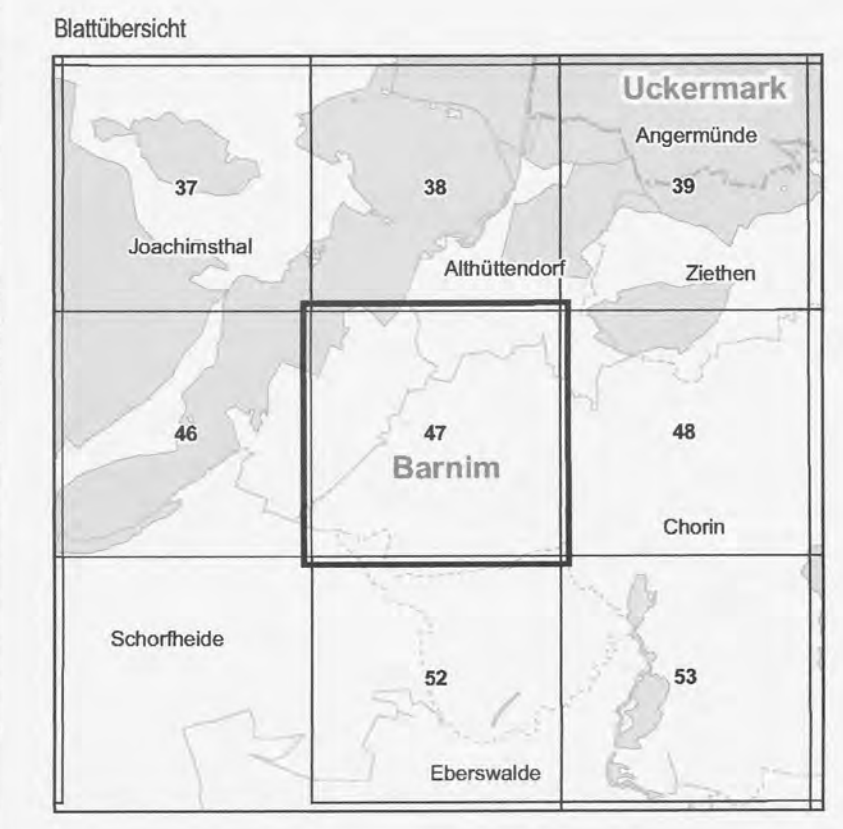 Blattübersicht
Uckermark
Angermünde
37
38
39
Joachimsthal
Althüttendorf
Ziethen
46
47
48
Barnim
Chorin
Schorfheide
52
53
Eberswalde